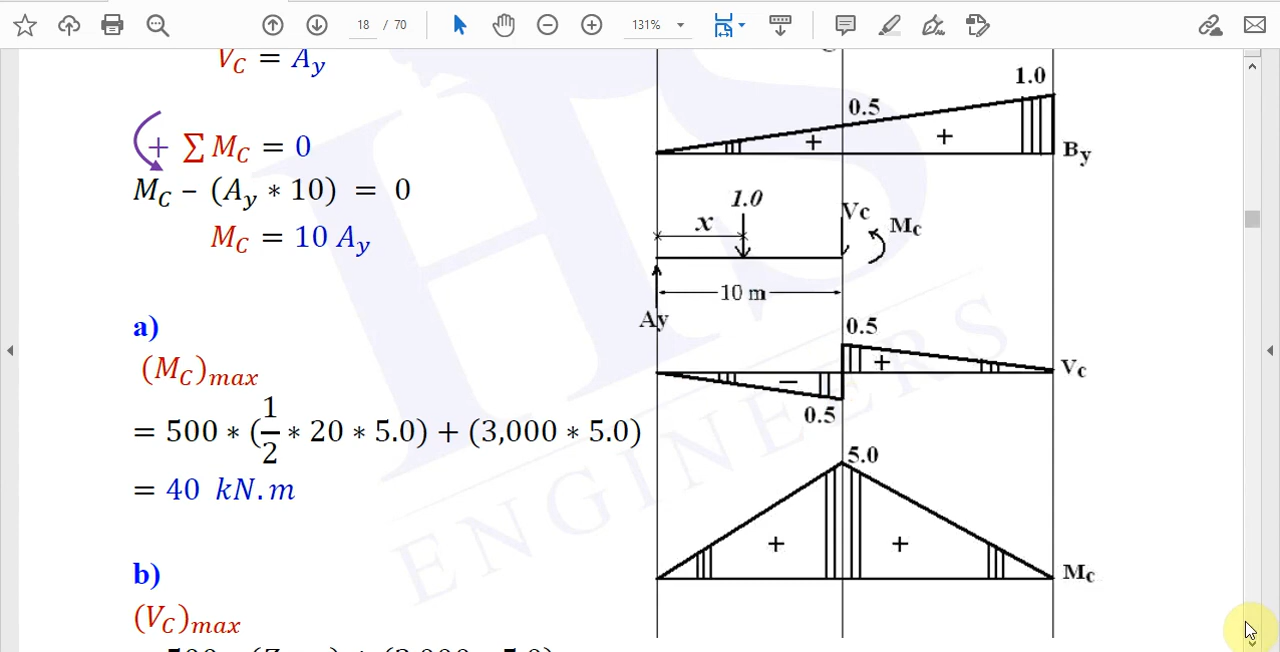 18 / 70
131%
V_C = A_y
+ ∑ M_C = 0
M_C – (A_y * 10) = 0
M_C = 10 A_y
a)
(M_C)_max
= 500 * (1/2 * 20 * 5.0) + (3,000 * 5.0)
= 40 kN.m
b)
(V_C)_max
1.0
0.5
+
+
By
1.0
x
Vc
Mc
10 m
Ay
0.5
+
Vc
−
0.5
5.0
+
+
Mc
ENGINEERS